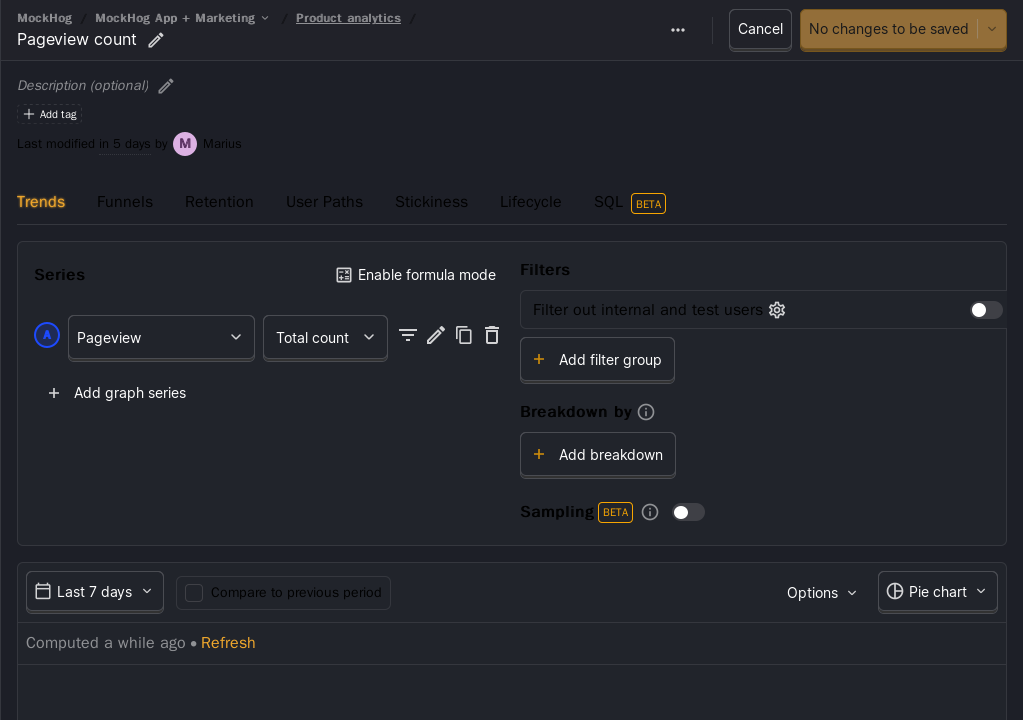 MockHog / MockHog App + Marketing / Product analytics /
Pageview count
Cancel
No changes to be saved
Description (optional)
+ Add tag
Last modified in 5 days by M Marius
Trends Funnels Retention User Paths Stickiness Lifecycle SQL BETA
Series
Enable formula mode
A Pageview Total count
+ Add graph series
Filters
Filter out internal and test users
+ Add filter group
Breakdown by
+ Add breakdown
Sampling BETA
Last 7 days Compare to previous period Options Pie chart
Computed a while ago • Refresh